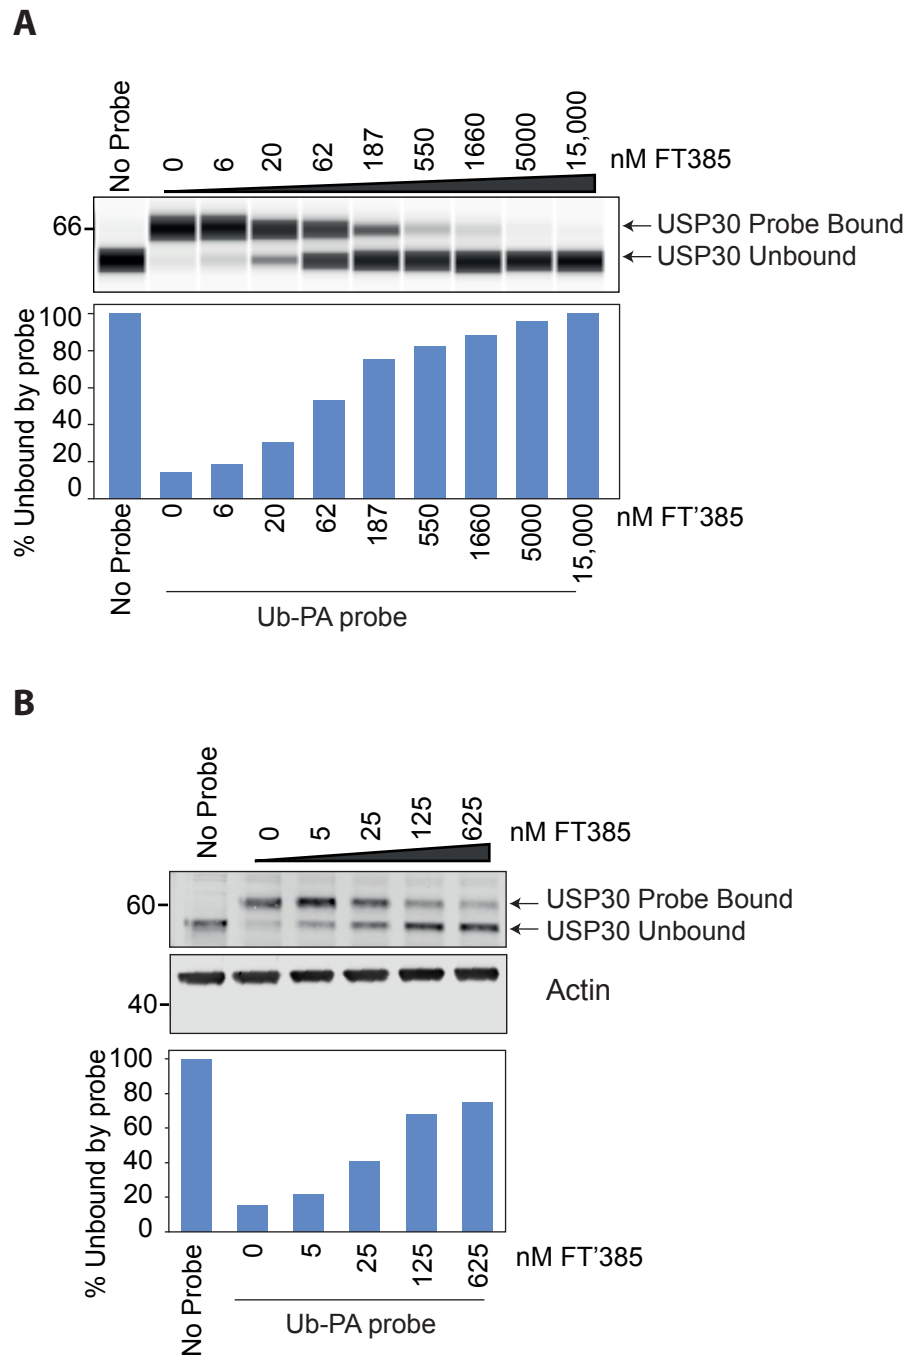 A
No Probe
0
6
20
62
187
550
1660
5000
15,000
nM FT385
66
← USP30 Probe Bound
← USP30 Unbound
% Unbound by probe
100
80
60
40
20
0
No Probe
0
6
20
62
187
550
1660
5000
15,000
nM FT’385
Ub-PA probe
B
No Probe
0
5
25
125
625
nM FT385
60
← USP30 Probe Bound
← USP30 Unbound
40
Actin
% Unbound by probe
100
80
60
40
20
0
No Probe
0
5
25
125
625
nM FT’385
Ub-PA probe